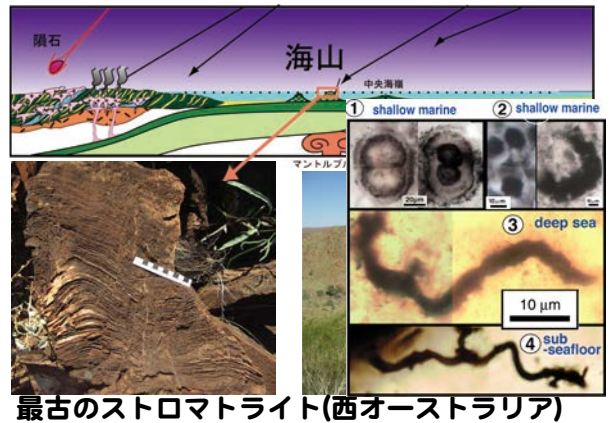 隕石
海山
中央海嶺
マントルプル
① shallow marine
② shallow marine
20μm
10μm
③ deep sea
10 μm
④ sub
-seafloor
最古のストロマトライト(西オーストラリア)